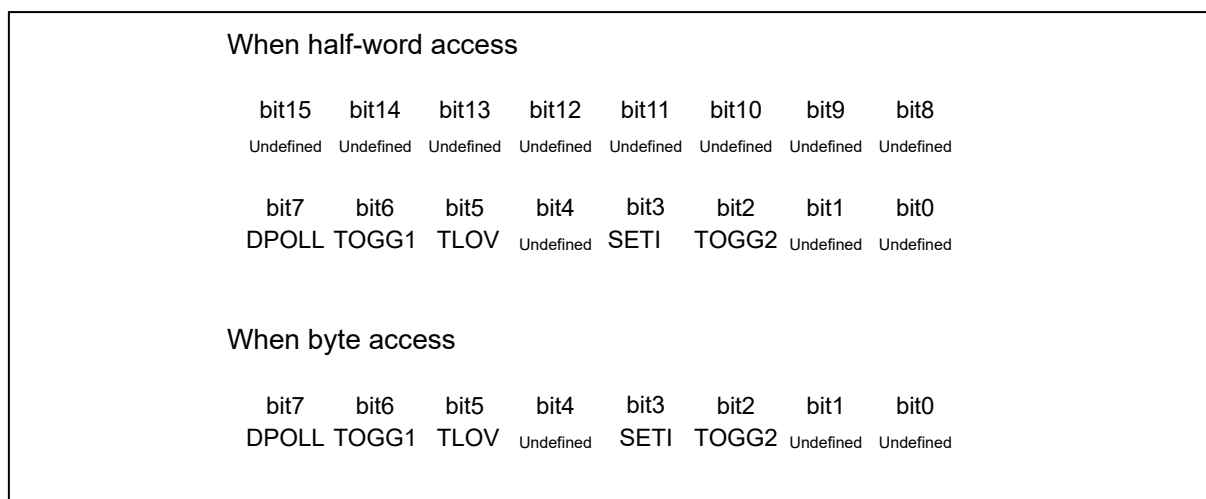 When half-word access
bit15 bit14 bit13 bit12 bit11 bit10 bit9 bit8
Undefined Undefined Undefined Undefined Undefined Undefined Undefined Undefined
bit7 bit6 bit5 bit4 bit3 bit2 bit1 bit0
DPOLL TOGG1 TLOV Undefined SETI TOGG2 Undefined Undefined
When byte access
bit7 bit6 bit5 bit4 bit3 bit2 bit1 bit0
DPOLL TOGG1 TLOV Undefined SETI TOGG2 Undefined Undefined